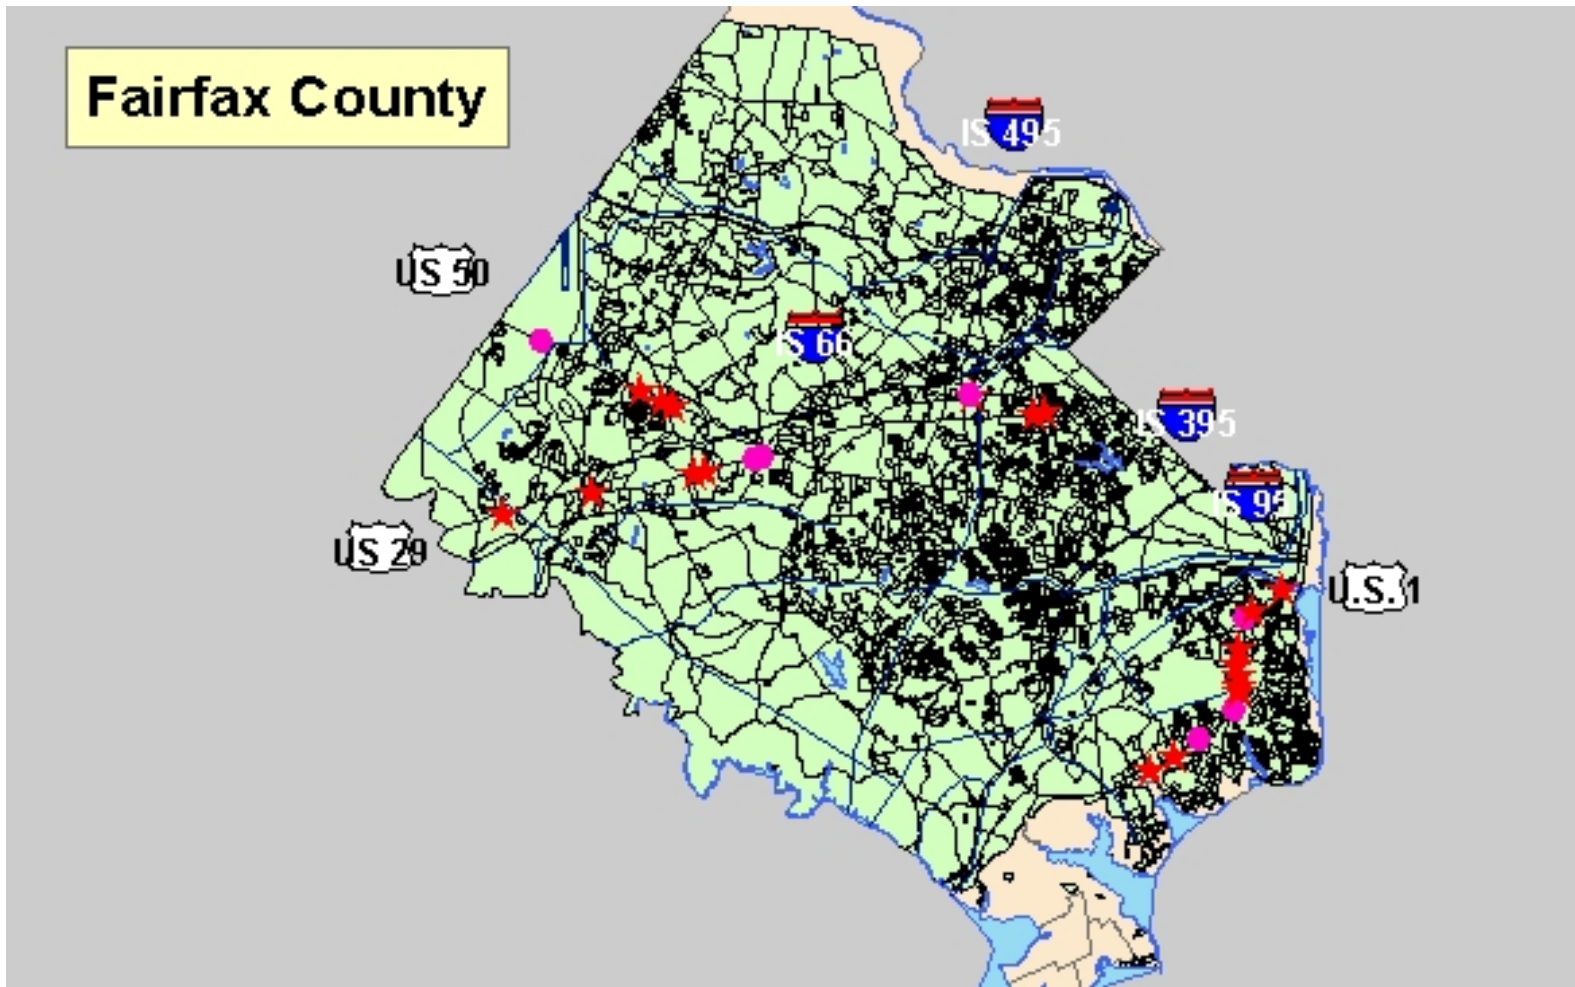 Fairfax County
IS 495
US 50
IS 66
IS 395
IS 95
US 29
U.S. 1